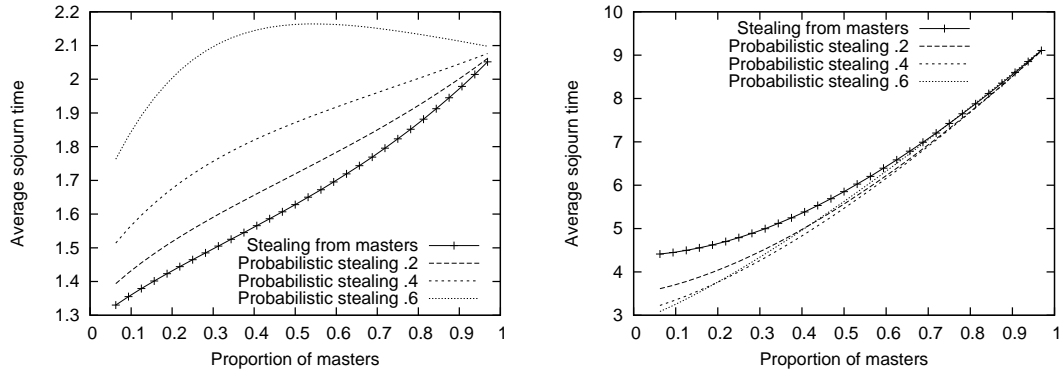 2.2
2.1
2
1.9
1.8
1.7
1.6
1.5
1.4
1.3
0 0.1 0.2 0.3 0.4 0.5 0.6 0.7 0.8 0.9 1
Average sojourn time
Proportion of masters
Stealing from masters
Probabilistic stealing .2
Probabilistic stealing .4
Probabilistic stealing .6
10
9
8
7
6
5
4
3
0 0.1 0.2 0.3 0.4 0.5 0.6 0.7 0.8 0.9 1
Average sojourn time
Proportion of masters
Stealing from masters
Probabilistic stealing .2
Probabilistic stealing .4
Probabilistic stealing .6